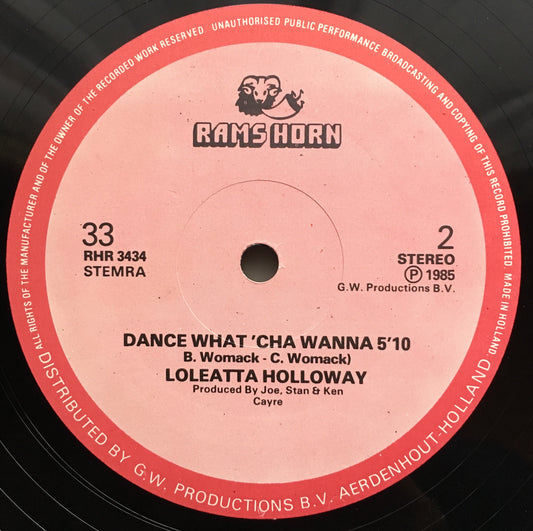 ALL RIGHTS OF THE MANUFACTURER AND OF THE OWNER OF THE RECORDED WORK RESERVED UNAUTHORISED PUBLIC PERFORMANCE BROADCASTING AND COPYING OF THIS RECORD PROHIBITED. MADE IN HOLLAND
RAMS HORN
33
RHR 3434
STEMRA
2
STEREO
Ⓟ 1985
G.W. Productions B.V.
DANCE WHAT 'CHA WANNA 5'10
B. Womack - C. Womack)
LOLEATTA HOLLOWAY
Produced By Joe, Stan & Ken
Cayre
DISTRIBUTED BY G.W. PRODUCTIONS B.V. AERDENHOUT-HOLLAND